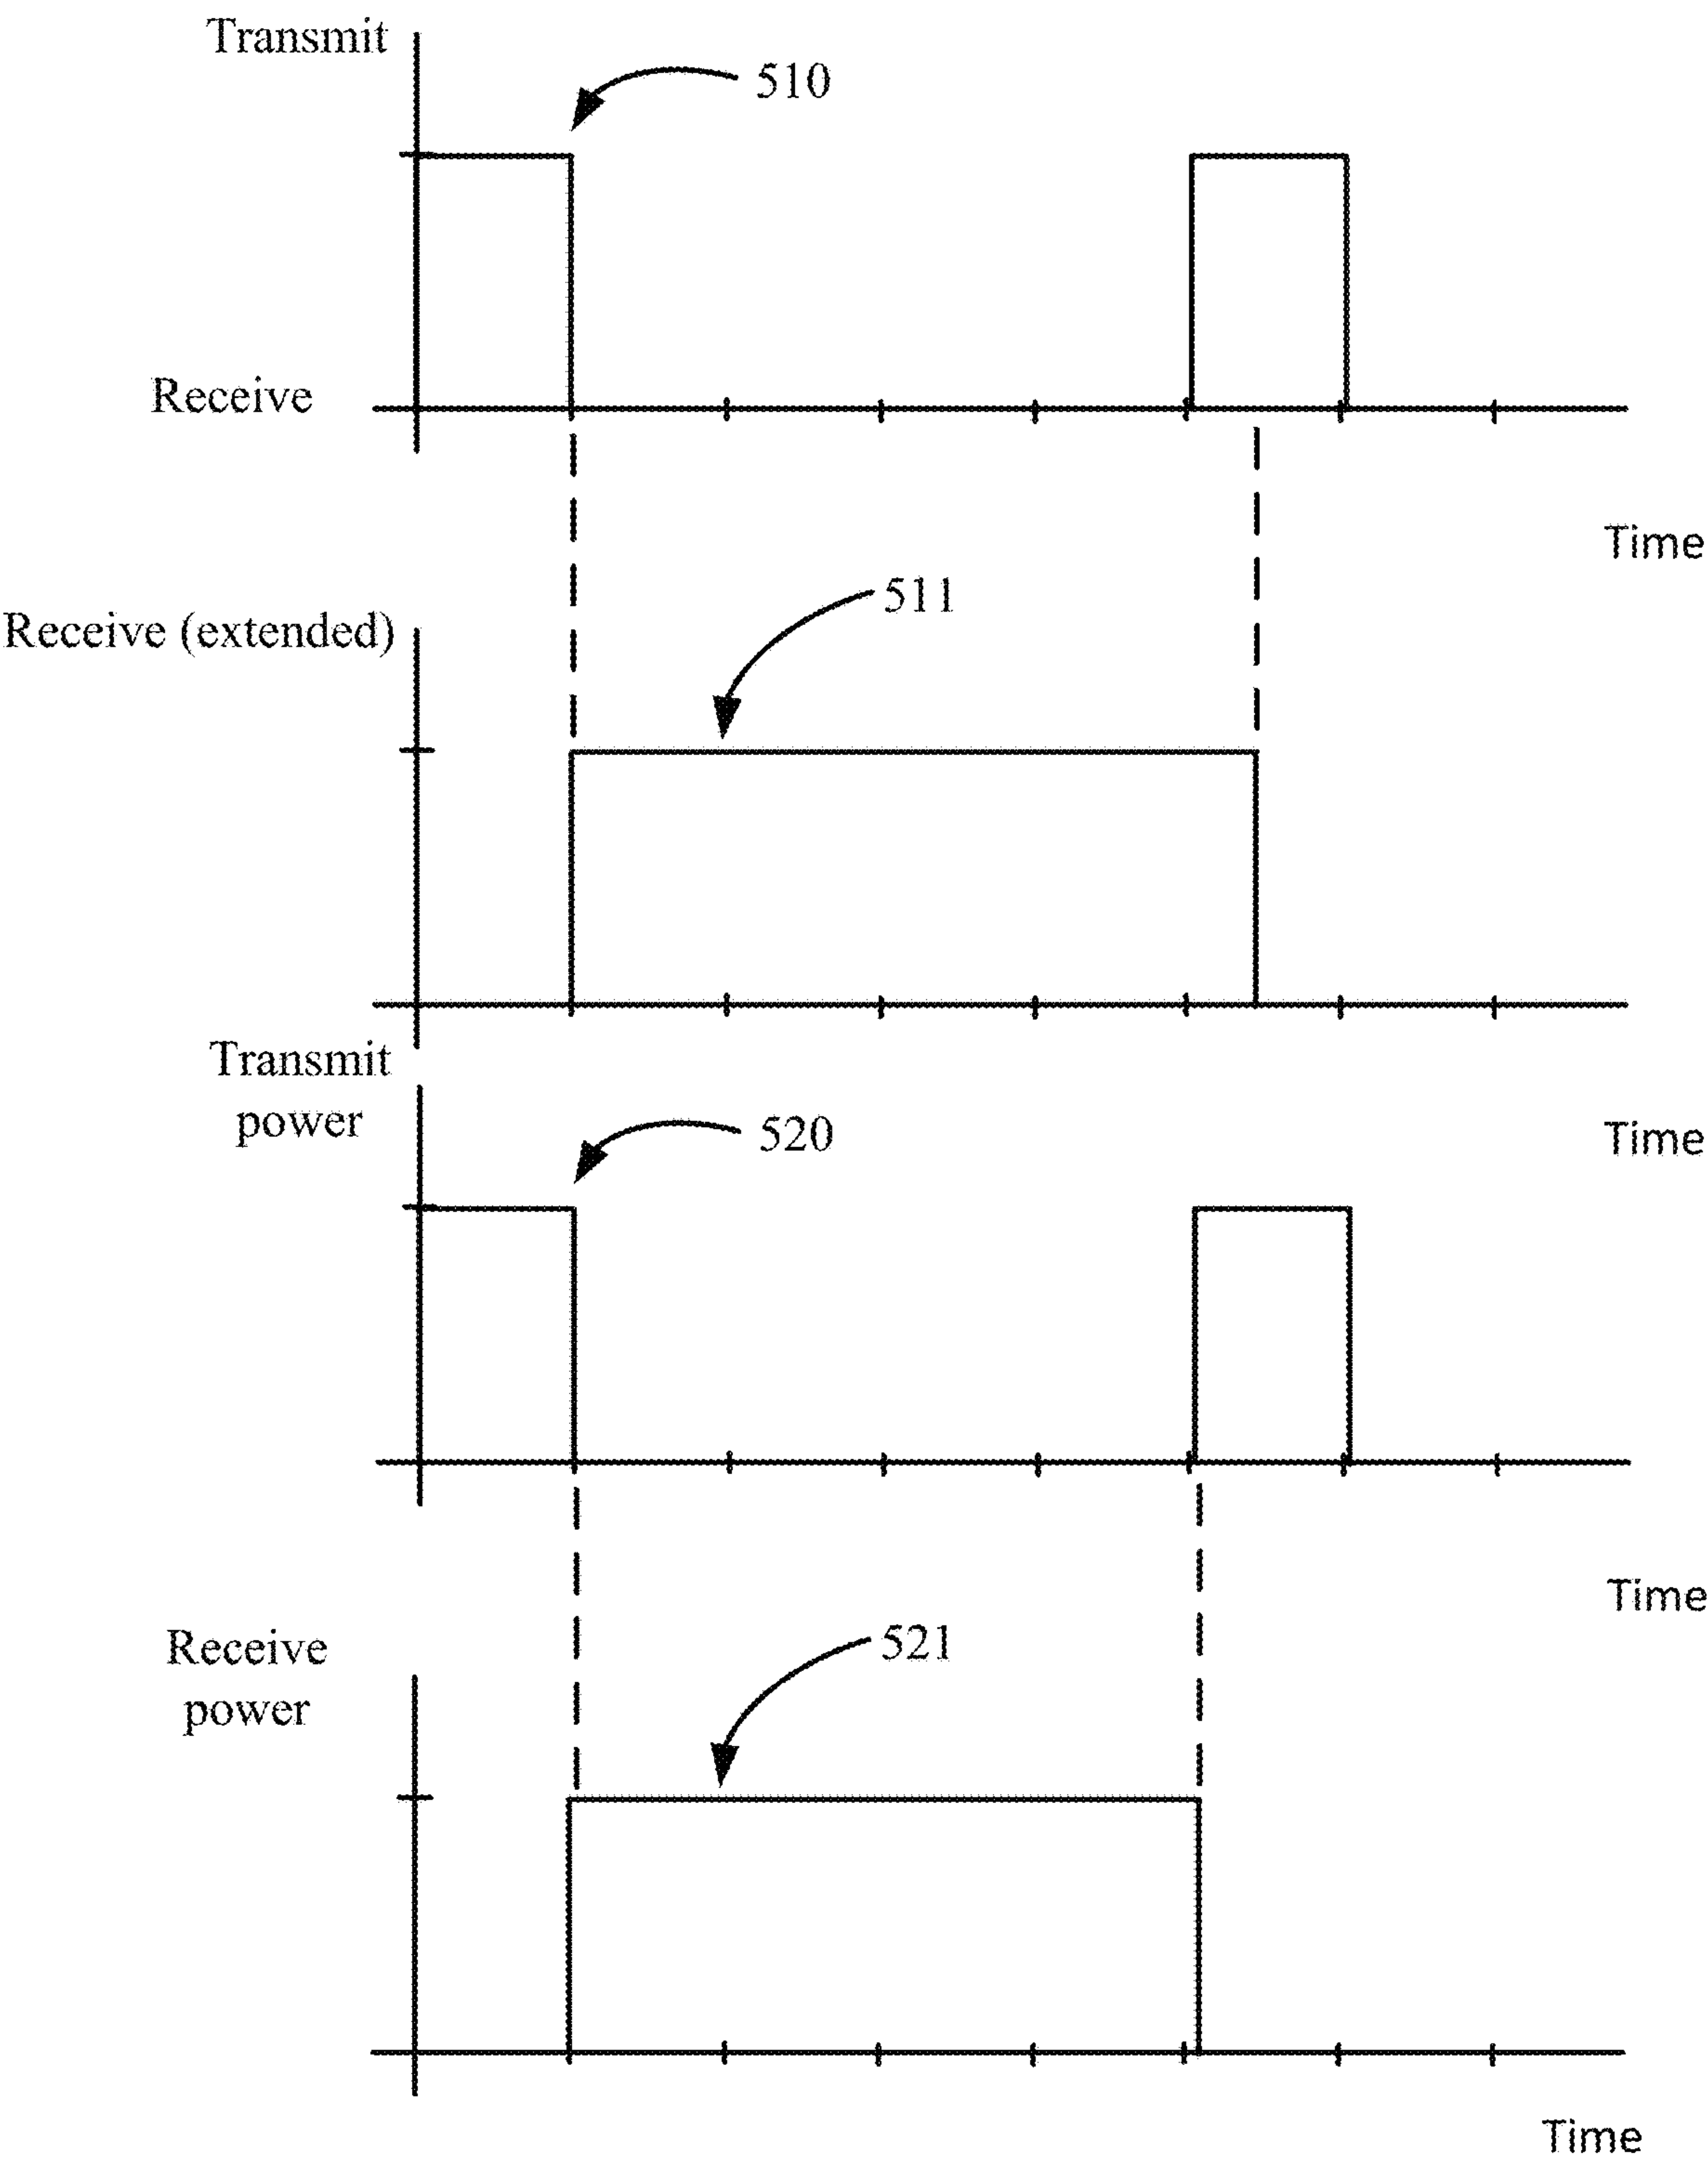 Transmit
510
Receive
Time
511
Receive (extended)
Transmit
power
520
Time
Time
Receive
power
521
Time